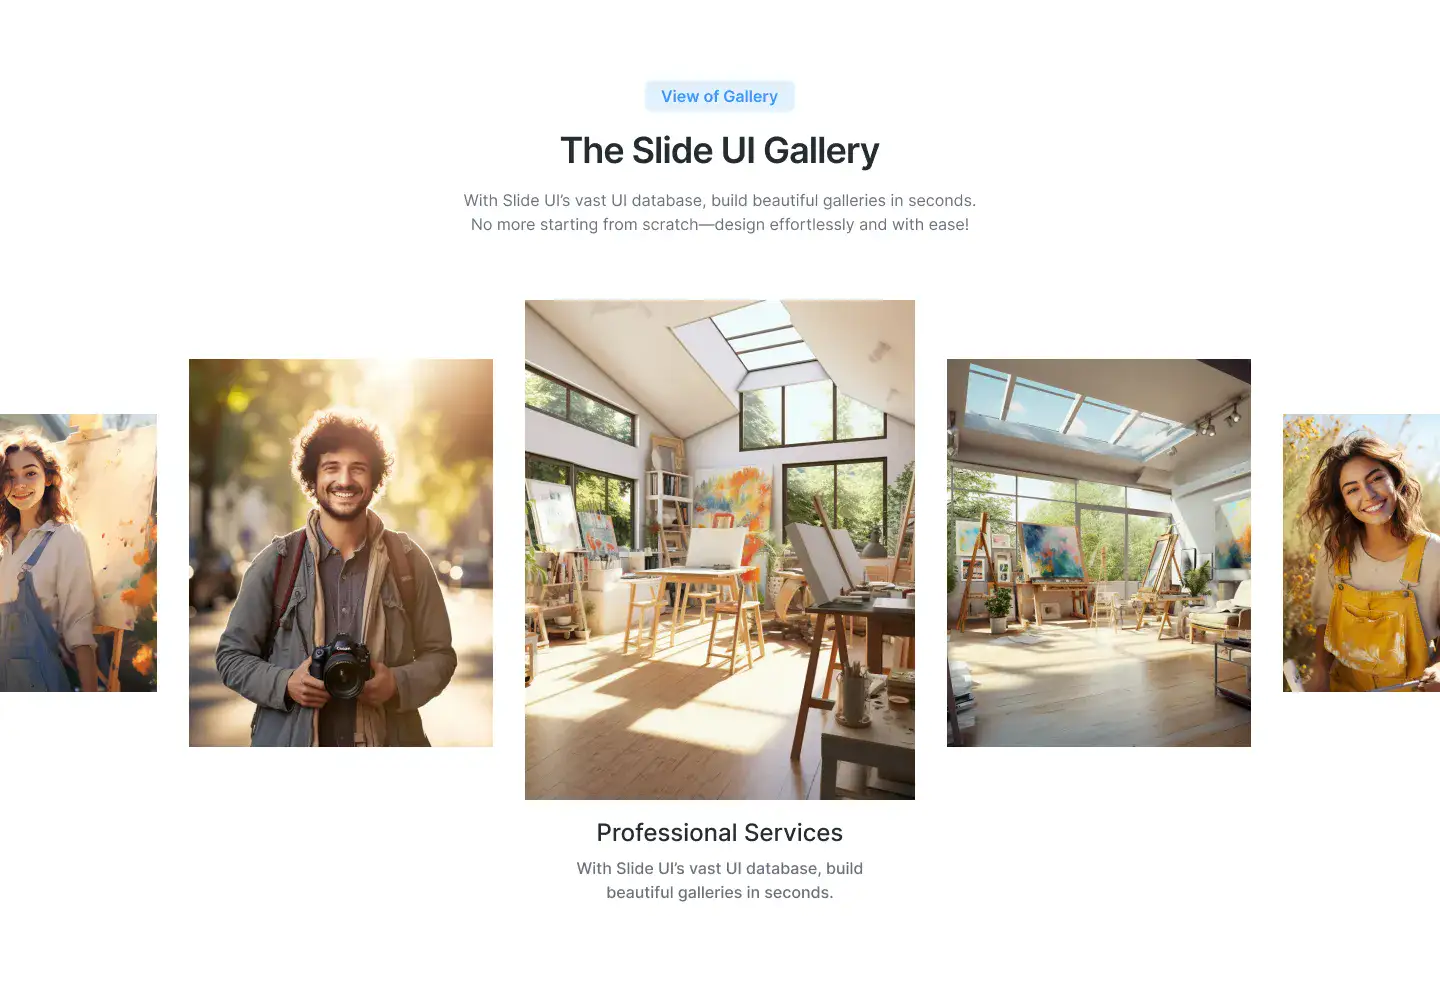 View of Gallery
The Slide UI Gallery
With Slide UI’s vast UI database, build beautiful galleries in seconds.
No more starting from scratch—design effortlessly and with ease!
Professional Services
With Slide UI’s vast UI database, build
beautiful galleries in seconds.